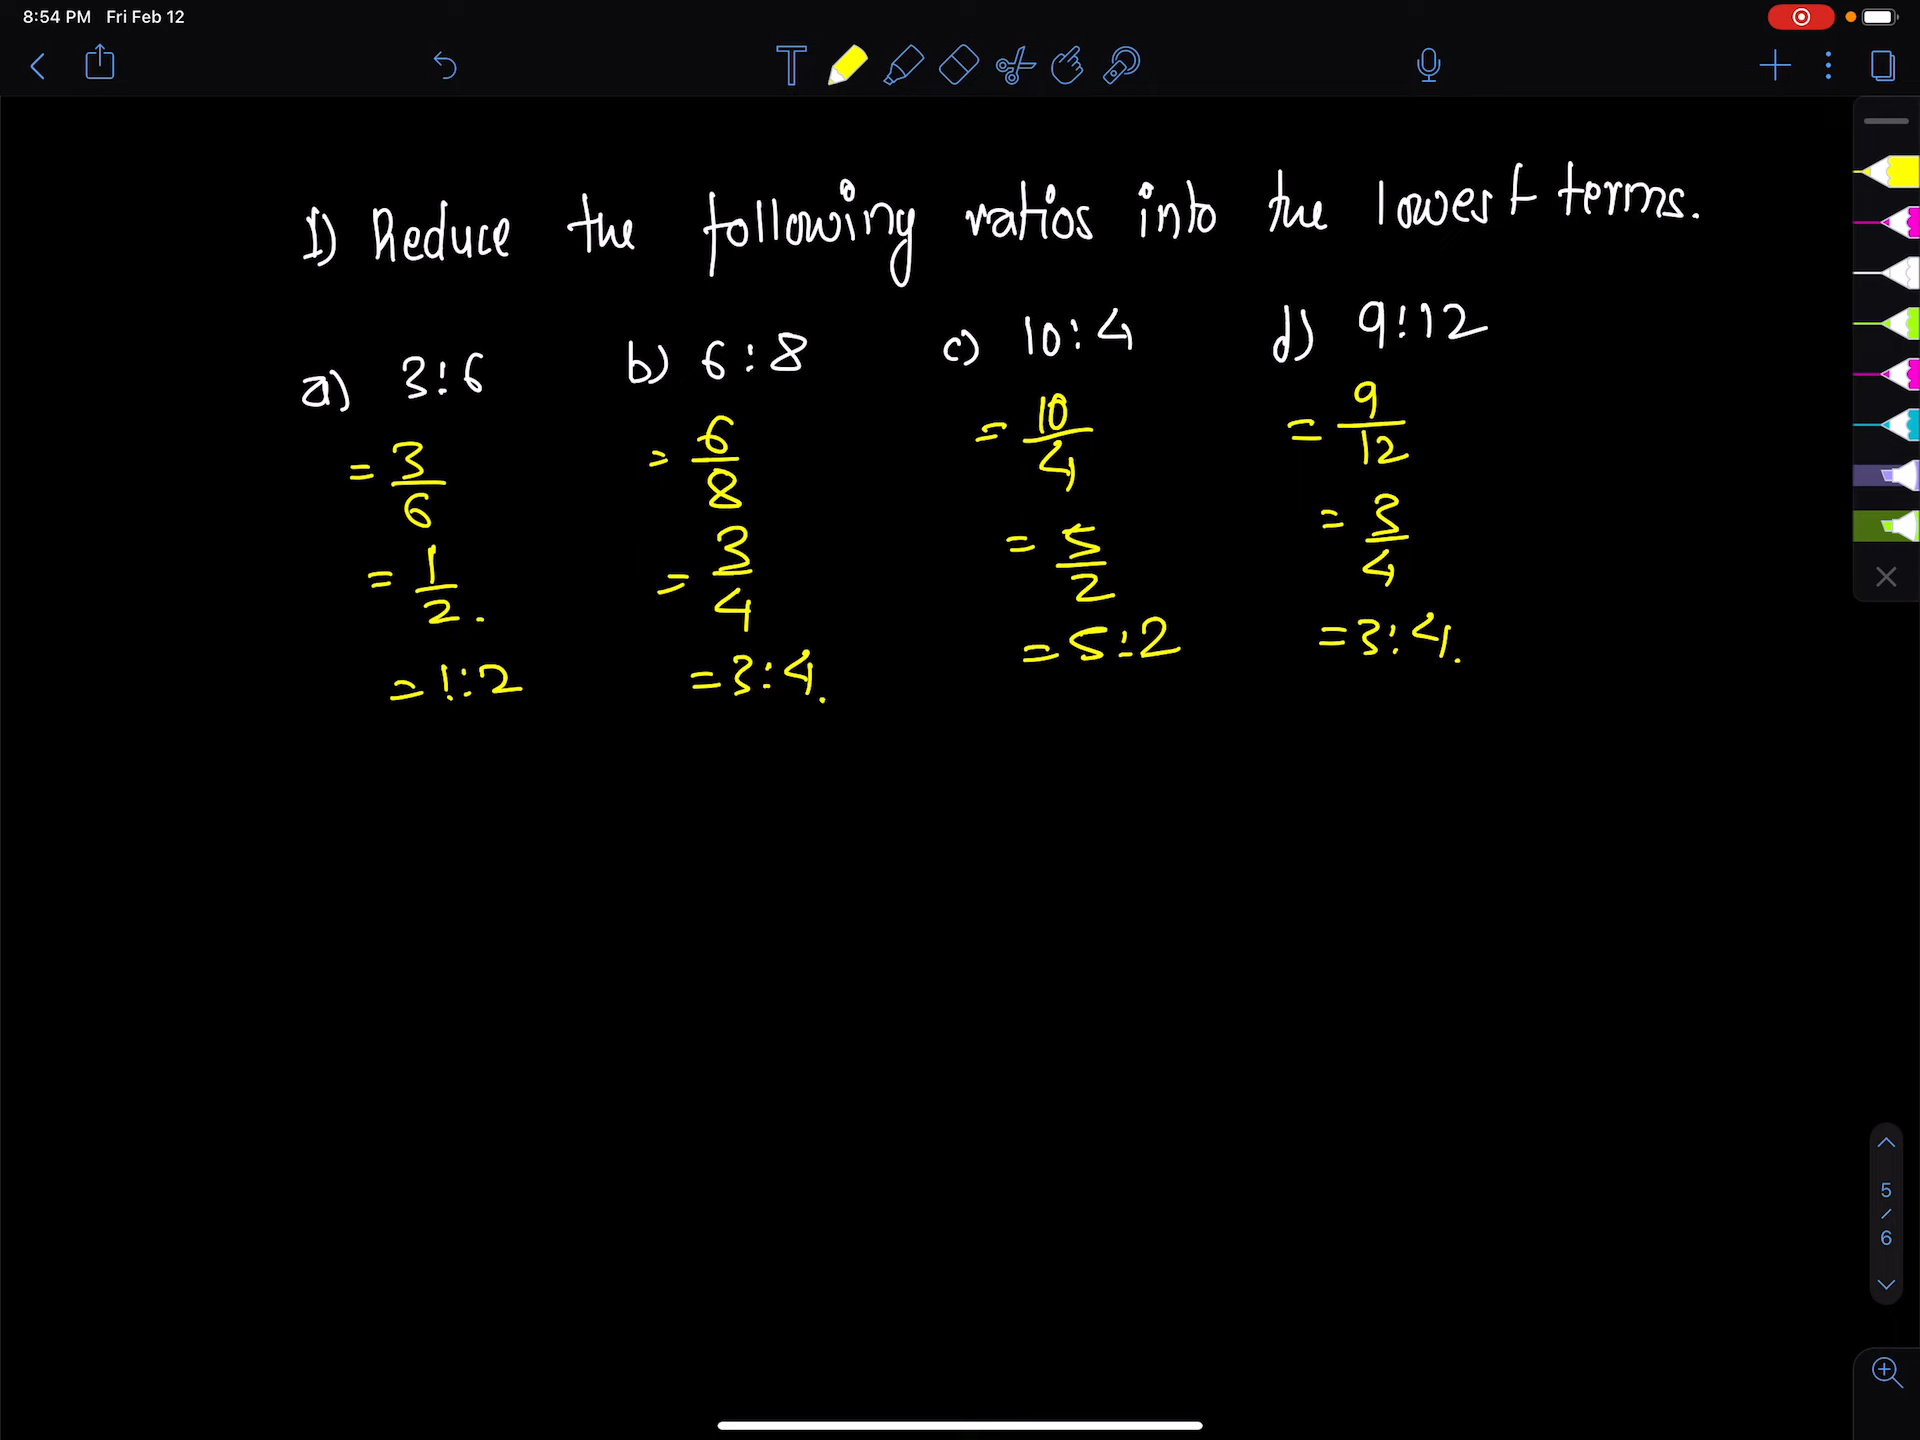 8:54 PM Fri Feb 12
1) Reduce the following ratios into the lowest terms.
a) 3:6 b) 6:8 c) 10:4 d) 9:12
= 3/6 = 6/8 = 10/4 = 9/12
= 1/2. = 3/4 = 5/2 = 3/4
= 1:2 = 3:4. = 5:2 = 3:4.
5
/
6